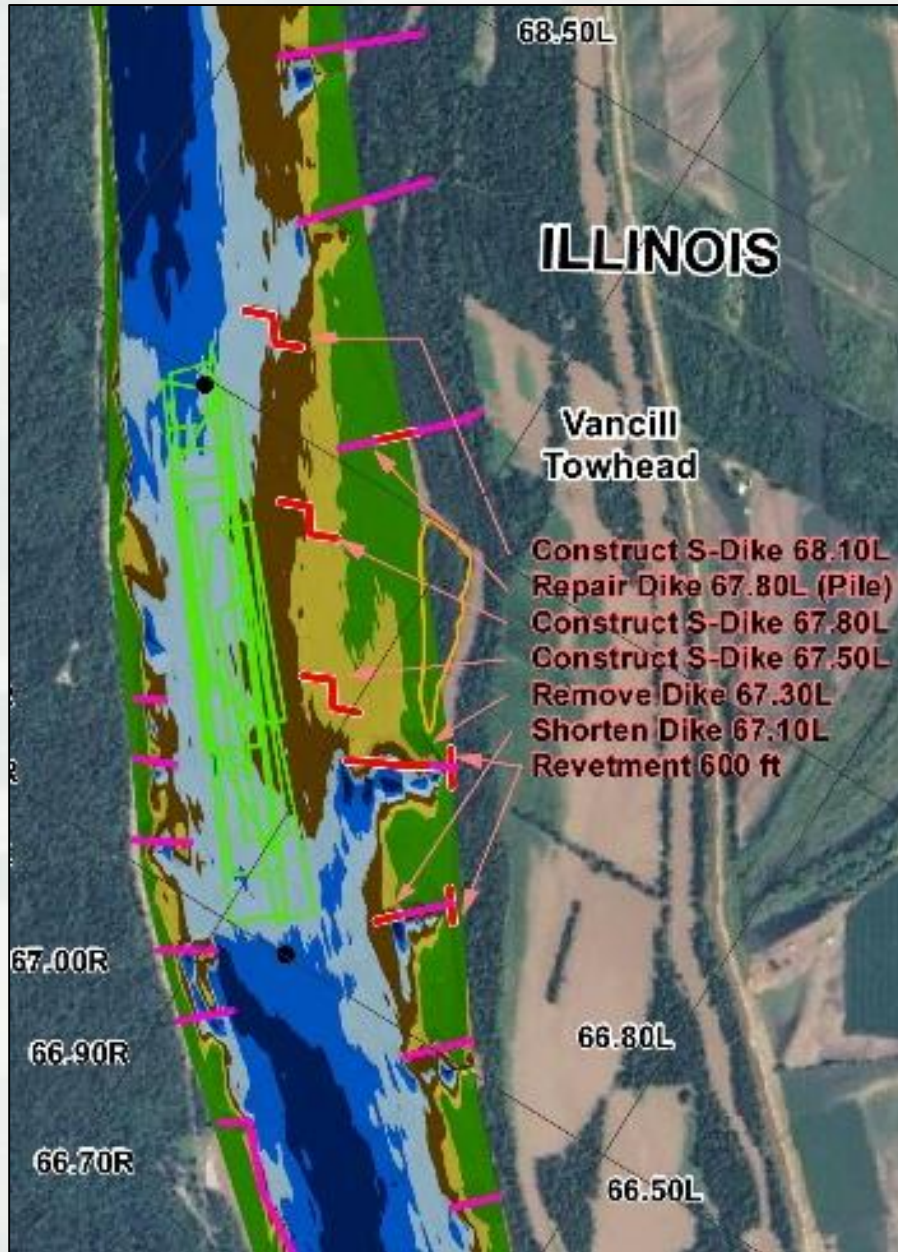 68.50L
ILLINOIS
Vancill
Towhead
Construct S-Dike 68.10L
Repair Dike 67.80L (Pile)
Construct S-Dike 67.80L
Construct S-Dike 67.50L
Remove Dike 67.30L
Shorten Dike 67.10L
Revetment 600 ft
67.00R
66.90R
66.80L
66.70R
66.50L